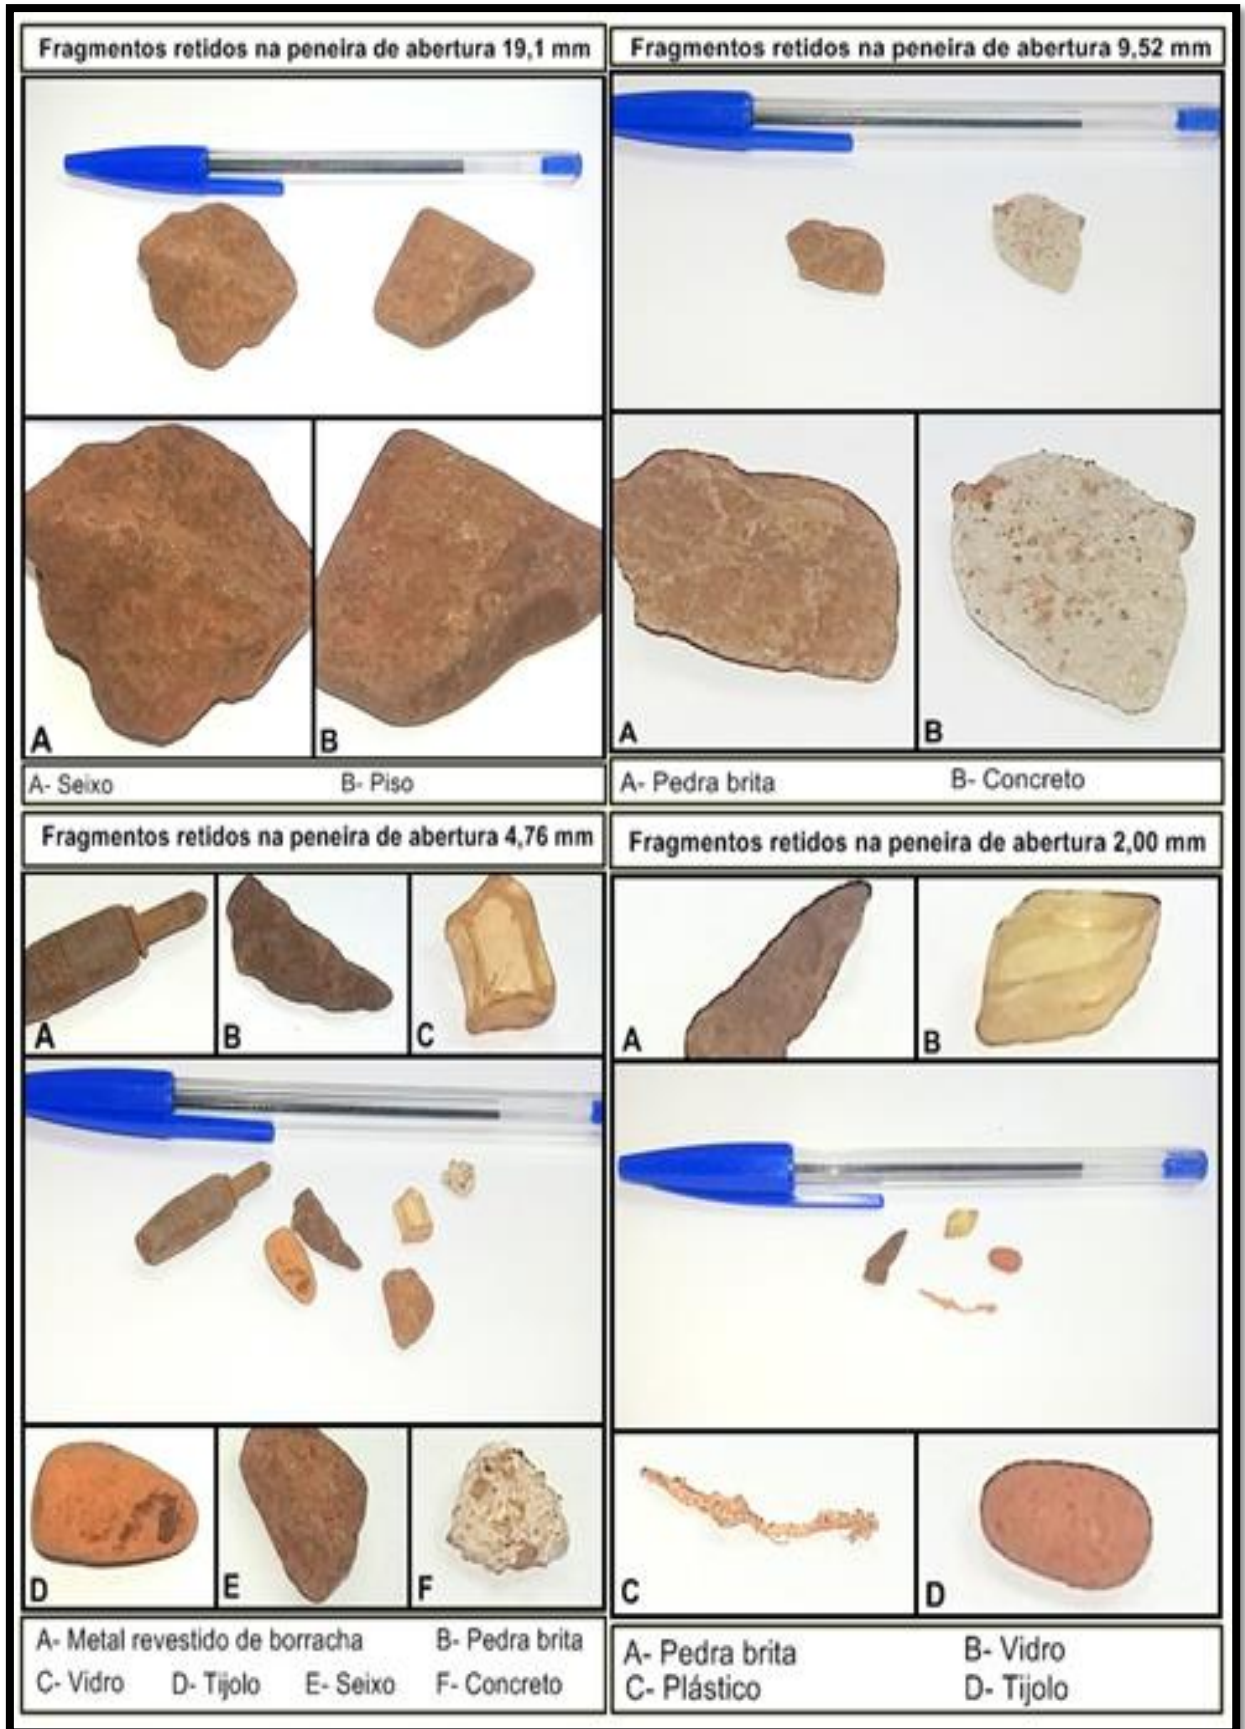 Fragmentos retidos na peneira de abertura 19,1 mm
A
B
A- Seixo B- Piso
Fragmentos retidos na peneira de abertura 9,52 mm
A
B
A- Pedra brita B- Concreto
Fragmentos retidos na peneira de abertura 4,76 mm
A
B
C
D
E
F
A- Metal revestido de borracha B- Pedra brita
C- Vidro D- Tijolo E- Seixo F- Concreto
Fragmentos retidos na peneira de abertura 2,00 mm
A
B
C
D
A- Pedra brita B- Vidro
C- Plástico D- Tijolo